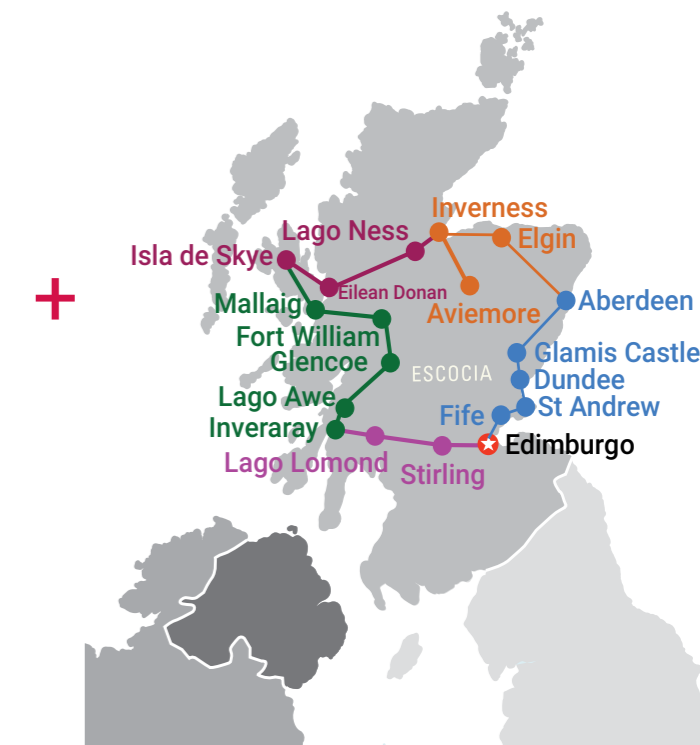 Inverness
Lago Ness
Elgin
Isla de Skye
Eilean Donan
Mallaig
Aberdeen
Aviemore
Fort William
Glencoe
ESCOCIA
Glamis Castle
Dundee
Lago Awe
St Andrew
Fife
Inveraray
Edimburgo
Lago Lomond
Stirling
+